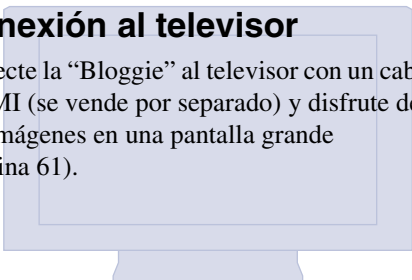 nexión al televisor
ecte la “Bloggie” al televisor con un cab
MI (se vende por separado) y disfrute de
mágenes en una pantalla grande
ina 61).